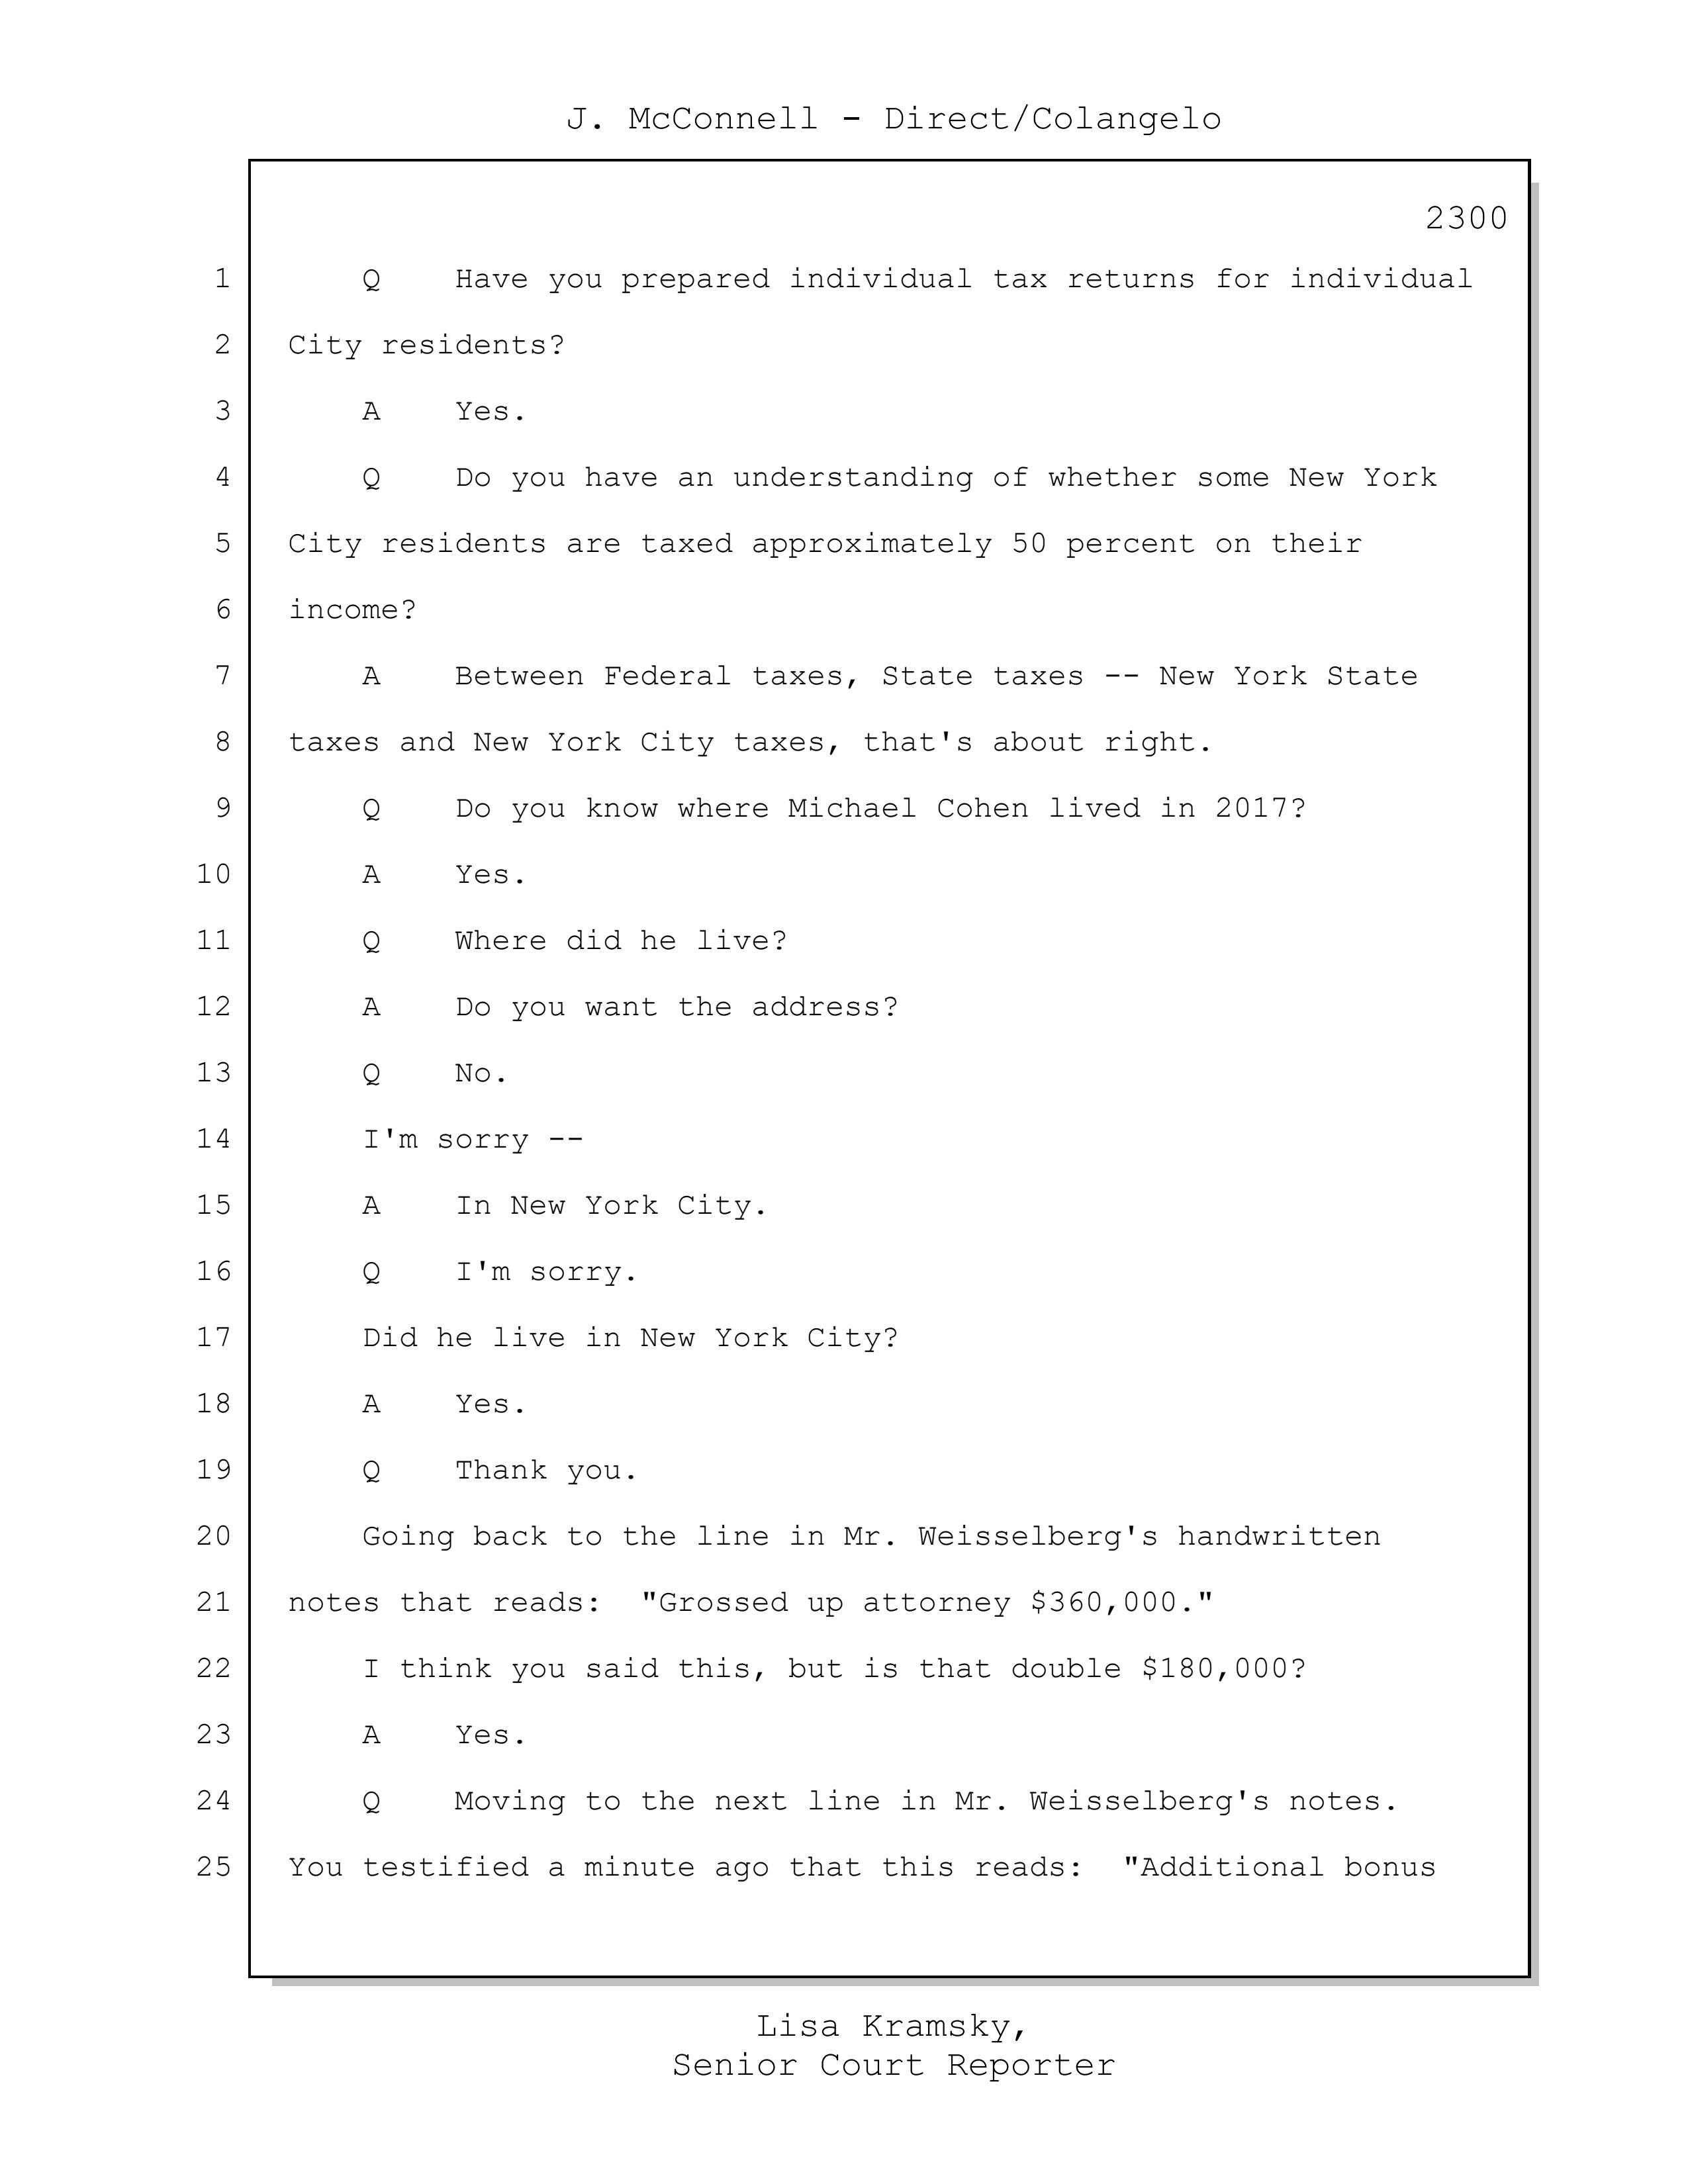 J. McConnell - Direct/Colangelo
2300
1 Q Have you prepared individual tax returns for individual
2 City residents?
3 A Yes.
4 Q Do you have an understanding of whether some New York
5 City residents are taxed approximately 50 percent on their
6 income?
7 A Between Federal taxes, State taxes -- New York State
8 taxes and New York City taxes, that's about right.
9 Q Do you know where Michael Cohen lived in 2017?
10 A Yes.
11 Q Where did he live?
12 A Do you want the address?
13 Q No.
14 I'm sorry --
15 A In New York City.
16 Q I'm sorry.
17 Did he live in New York City?
18 A Yes.
19 Q Thank you.
20 Going back to the line in Mr. Weisselberg's handwritten
21 notes that reads: "Grossed up attorney $360,000."
22 I think you said this, but is that double $180,000?
23 A Yes.
24 Q Moving to the next line in Mr. Weisselberg's notes.
25 You testified a minute ago that this reads: "Additional bonus
Lisa Kramsky,
Senior Court Reporter